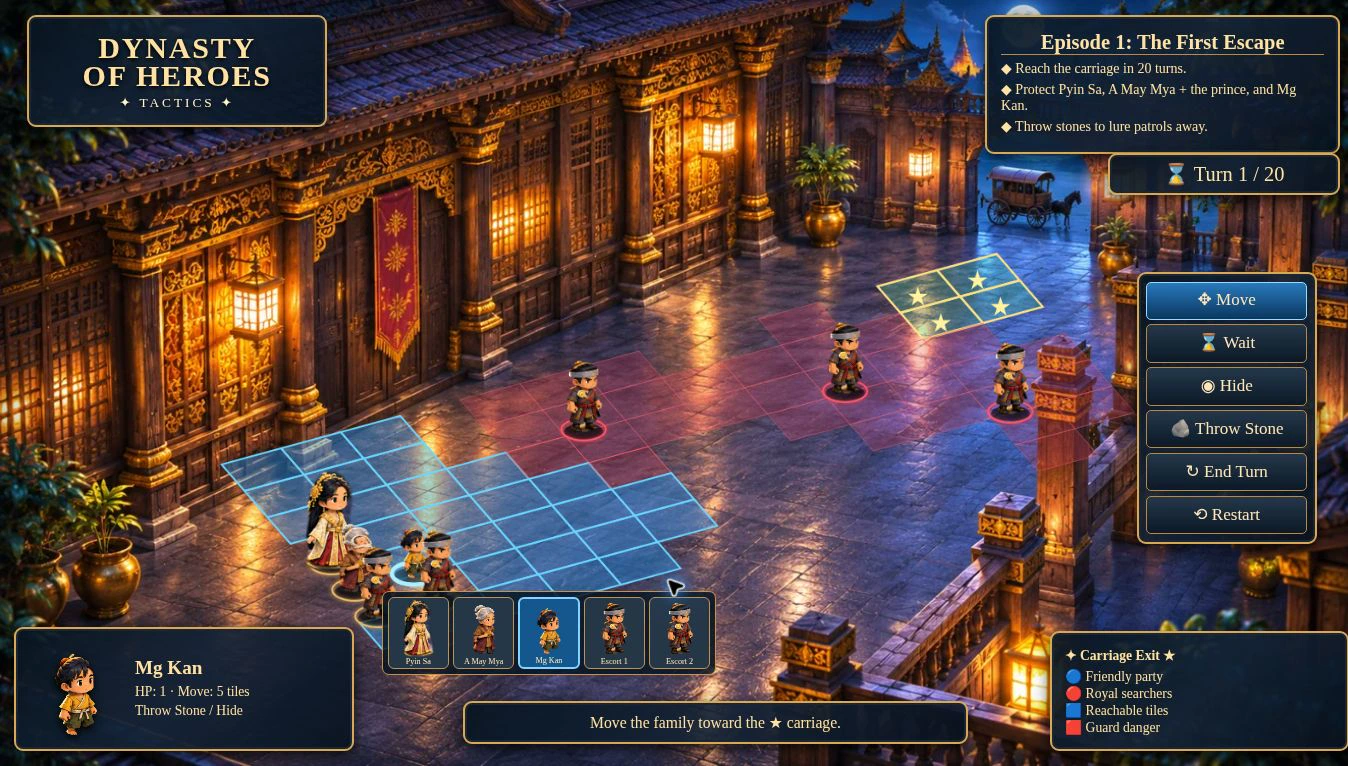 DYNASTY
OF HEROES
✦ TACTICS ✦
Episode 1: The First Escape
◆ Reach the carriage in 20 turns.
◆ Protect Pyin Sa, A May Mya + the prince, and Mg
Kan.
◆ Throw stones to lure patrols away.
⌛ Turn 1 / 20
✥ Move
⌛ Wait
◉ Hide
Throw Stone
↻ End Turn
⟲ Restart
Pyin Sa
A May Mya
Mg Kan
Escort 1
Escort 2
Mg Kan
HP: 1 · Move: 5 tiles
Throw Stone / Hide
Move the family toward the ★ carriage.
✦ Carriage Exit ★
🔵 Friendly party
🔴 Royal searchers
🟦 Reachable tiles
🟥 Guard danger